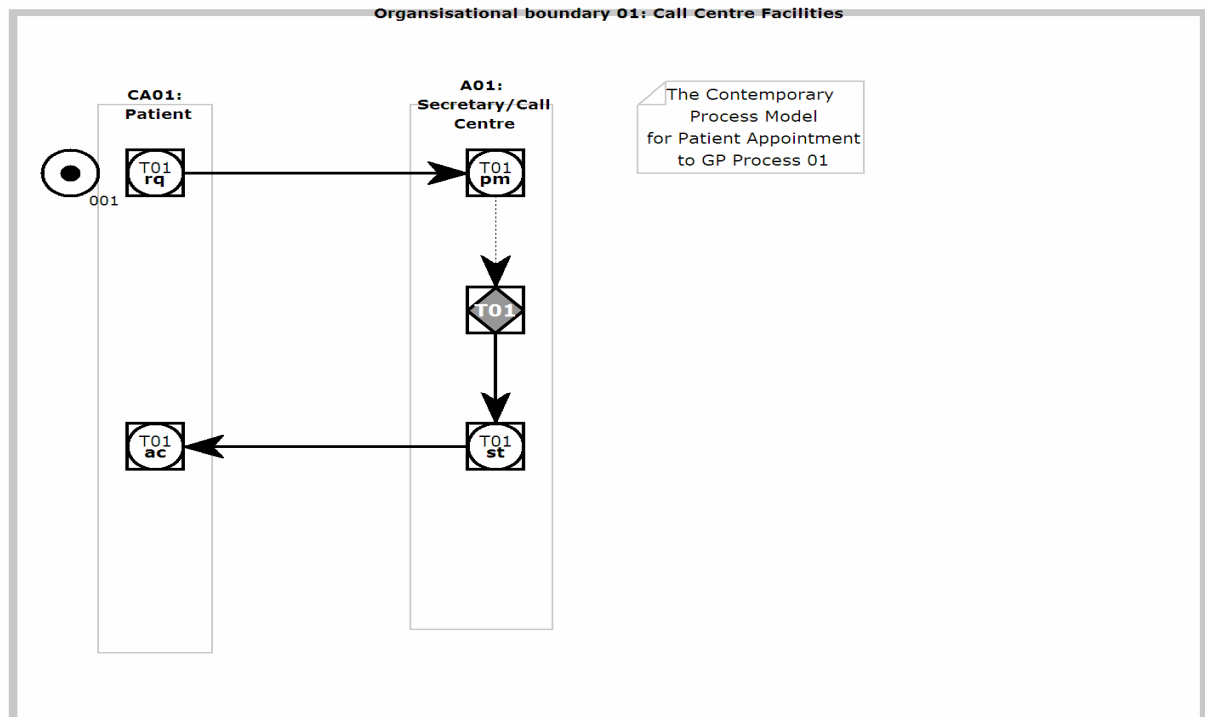 Organsisational boundary 01: Call Centre Facilities
CA01:
Patient
A01:
Secretary/Call
Centre
The Contemporary
Process Model
for Patient Appointment
to GP Process 01
T01
rq
T01
pm
001
T01
T01
ac
T01
st